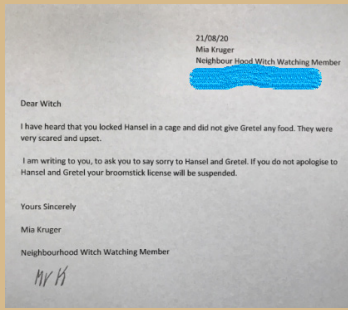 21/08/20
Mia Kruger
Neighbour Hood Witch Watching Member
Dear Witch
I have heard that you locked Hansel in a cage and did not give Gretel any food. They were
very scared and upset.
I am writing to you, to ask you to say sorry to Hansel and Gretel. If you do not apologise to
Hansel and Gretel your broomstick license will be suspended.
Yours Sincerely
Mia Kruger
Neighbourhood Witch Watching Member